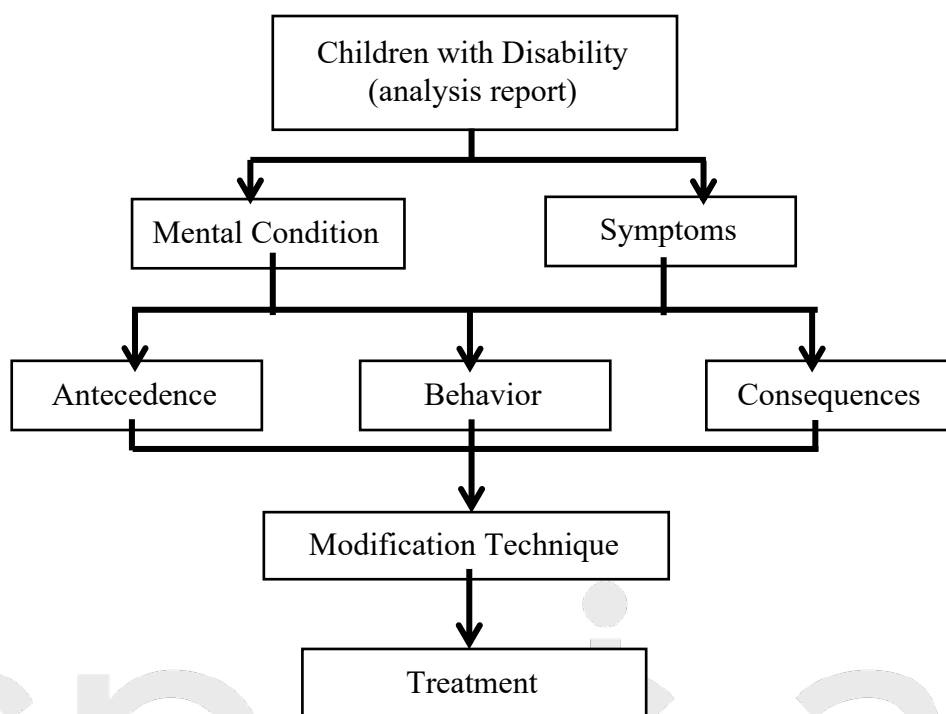 Children with Disability
(analysis report)
Mental Condition
Symptoms
Antecedence
Behavior
Consequences
Modification Technique
Treatment